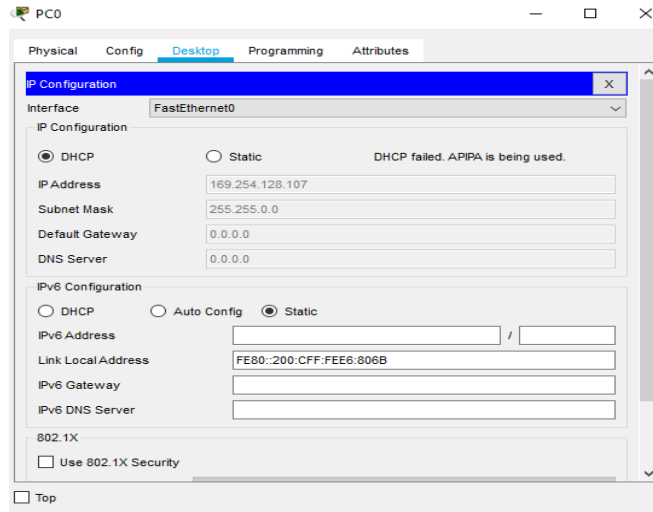 PC0
Physical Config Desktop Programming Attributes
IP Configuration X
Interface FastEthernet0
IP Configuration
DHCP Static DHCP failed. APIPA is being used.
IP Address 169.254.128.107
Subnet Mask 255.255.0.0
Default Gateway 0.0.0.0
DNS Server 0.0.0.0
IPv6 Configuration
DHCP Auto Config Static
IPv6 Address /
Link Local Address FE80::200:CFF:FEE6:806B
IPv6 Gateway
IPv6 DNS Server
802.1X
Use 802.1X Security
Top